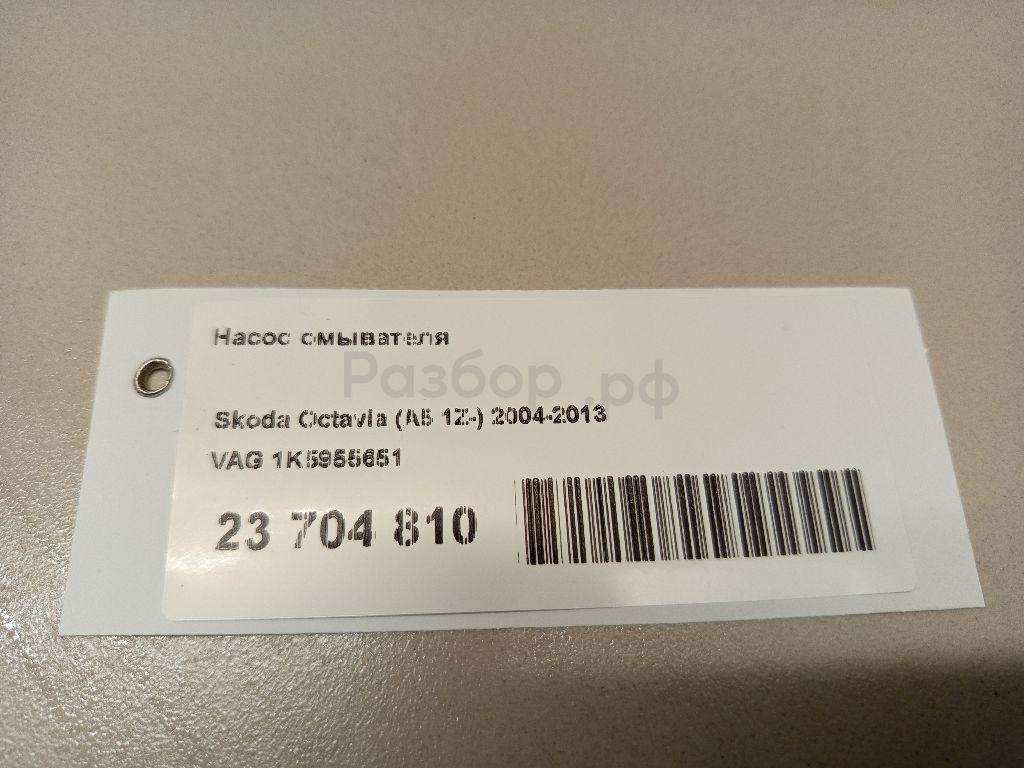 Насос омывателя
Разбор.рф
Skoda Octavia (A5 1Z-) 2004-2013
VAG 1K5955651
23 704 810